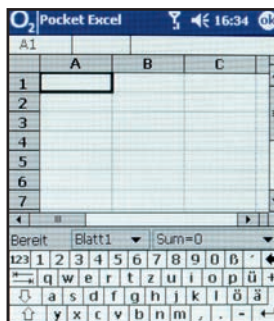 O2 Pocket Excel 16:34 ok
A1
A B C
1
2
3
4
5
6
7
Bereit Blatt1 Sum=0
123 1 2 3 4 5 6 7 8 9 0 ß ´
q w e r t z u i o p ü +
a s d f g h j k l ö ä
y x c v b n m , . -